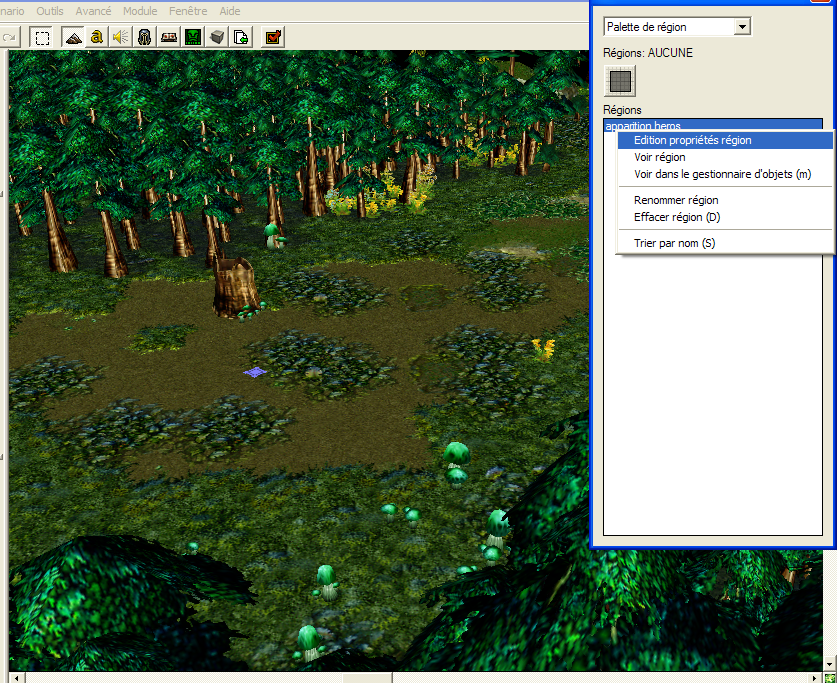 nario Outils Avancé Module Fenêtre Aide
a
Palette de région
Régions: AUCUNE
Régions
apparition heros
Edition propriétés région
Voir région
Voir dans le gestionnaire d'objets (m)
Renommer région
Effacer région (D)
Trier par nom (S)